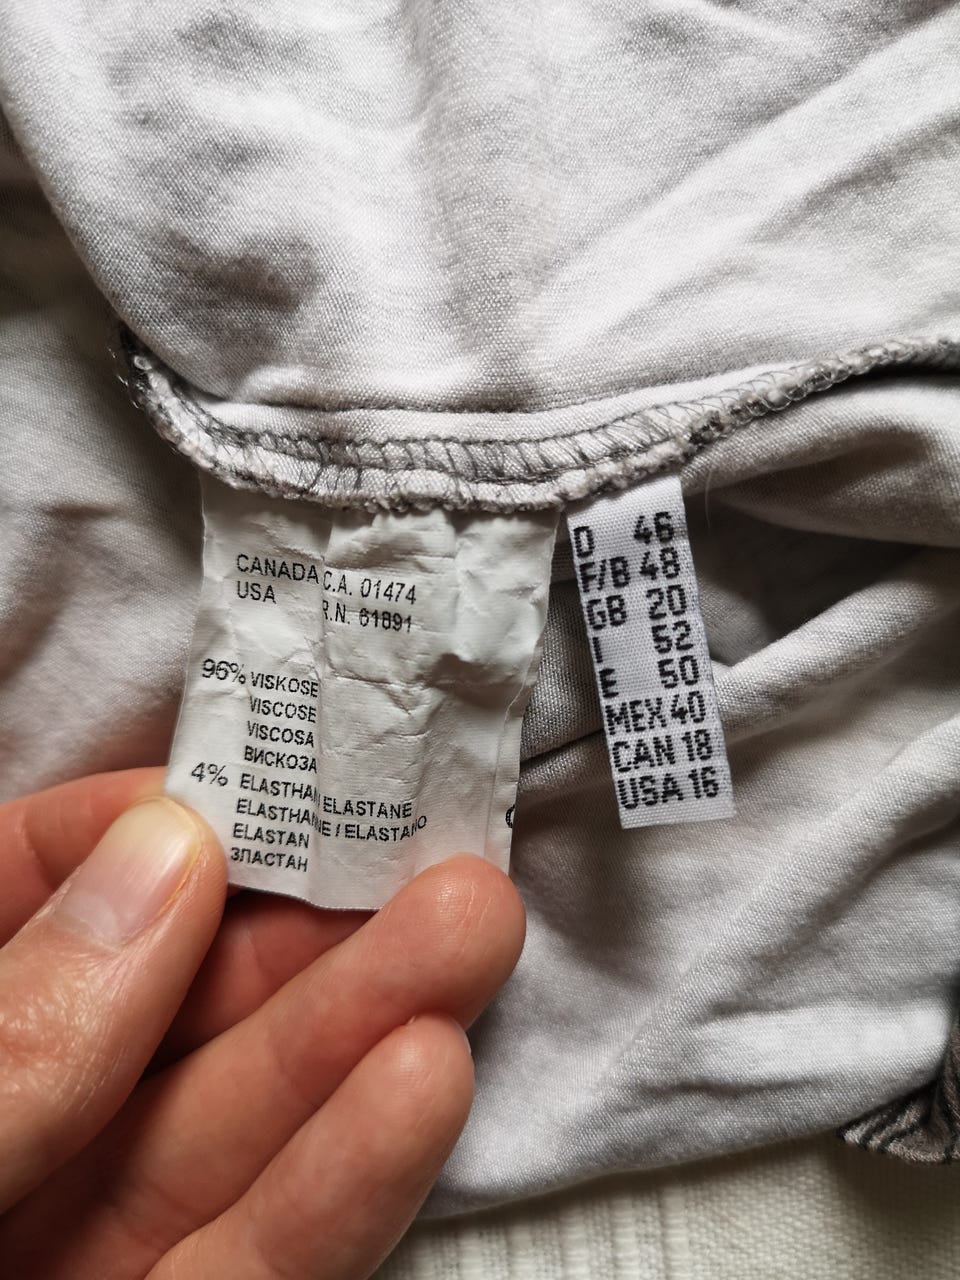 CANADA C.A. 01474
USA R.N. 61891
96% VISKOSE
VISCOSE
VISCOSA
ВИСКОЗА
4% ELASTHAN ELASTANE
ELASTHANNE / ELASTANO
ELASTAN
ЭЛАСТАН
D 46
F/B 48
GB 20
I 52
E 50
MEX 40
CAN 18
USA 16